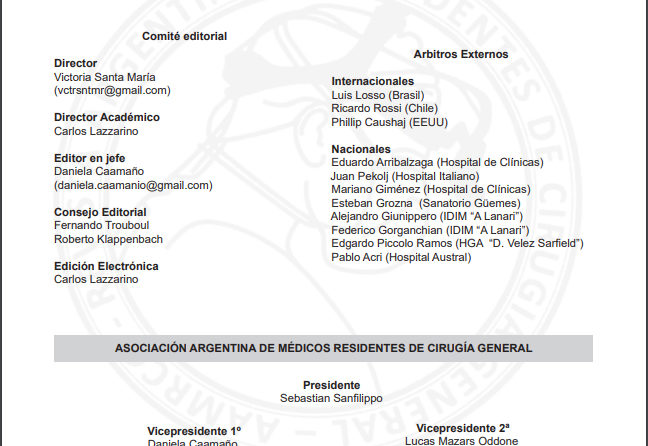 Comité editorial
Director
Victoria Santa María
(vctrsntmr@gmail.com)
Director Académico
Carlos Lazzarino
Editor en jefe
Daniela Caamaño
(daniela.caamanio@gmail.com)
Consejo Editorial
Fernando Trouboul
Roberto Klappenbach
Edición Electrónica
Carlos Lazzarino
Arbitros Externos
Internacionales
Luis Losso (Brasil)
Ricardo Rossi (Chile)
Phillip Caushaj (EEUU)
Nacionales
Eduardo Arribalzaga (Hospital de Clínicas)
Juan Pekolj (Hospital Italiano)
Mariano Giménez (Hospital de Clínicas)
Esteban Grozna (Sanatorio Güemes)
Alejandro Giunippero (IDIM “A Lanari”)
Federico Gorganchian (IDIM “A Lanari”)
Edgardo Piccolo Ramos (HGA “D. Velez Sarfield”)
Pablo Acri (Hospital Austral)
ASOCIACIÓN ARGENTINA DE MÉDICOS RESIDENTES DE CIRUGÍA GENERAL
Presidente
Sebastian Sanfilippo
Vicepresidente 1º
Daniela Caamaño
Vicepresidente 2ª
Lucas Mazars Oddone